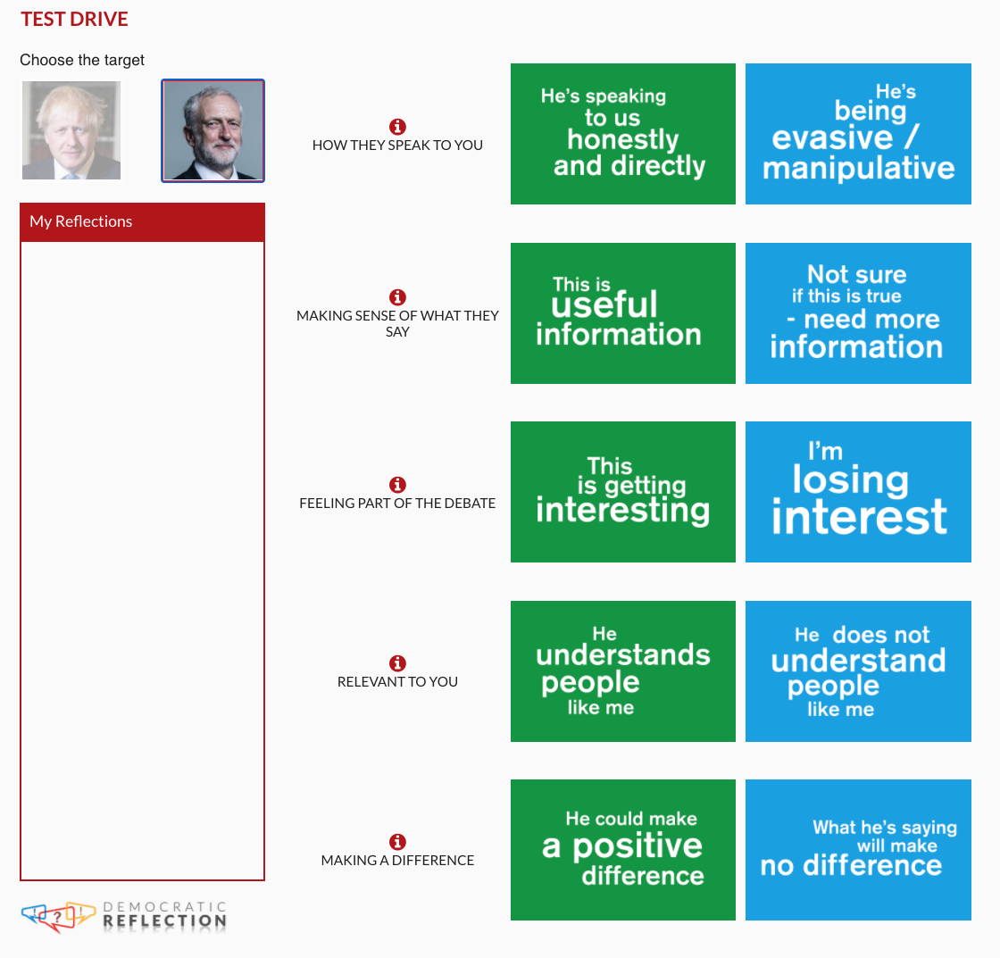 TEST DRIVE
Choose the target
My Reflections
HOW THEY SPEAK TO YOU
He's speaking
to us
honestly
and directly
He's
being
evasive /
manipulative
MAKING SENSE OF WHAT THEY
SAY
This is
useful
information
Not sure
if this is true
- need more
information
FEELING PART OF THE DEBATE
This
is getting
interesting
I'm
losing
interest
RELEVANT TO YOU
He
understands
people
like me
He does not
understand
people
like me
MAKING A DIFFERENCE
He could make
a positive
difference
What he's saying
will make
no difference
DEMOCRATIC
REFLECTION